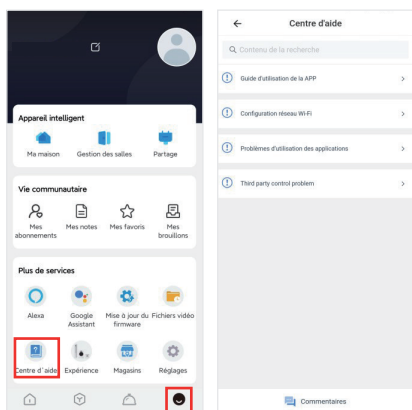 Appareil intelligent
Ma maison Gestion des salles Partage
Vie communautaire
Mes abonnements Mes notes Mes favoris Mes brouillons
Plus de services
Alexa Google Assistant Mise à jour du firmware Fichiers vidéo
Centre d`aide Expérience Magasins Réglages
Centre d'aide
Contenu de la recherche
Guide d'utilisation de la APP
Configuration réseau Wi-Fi
Problèmes d'utilisation des applications
Third party control problem
Commentaires